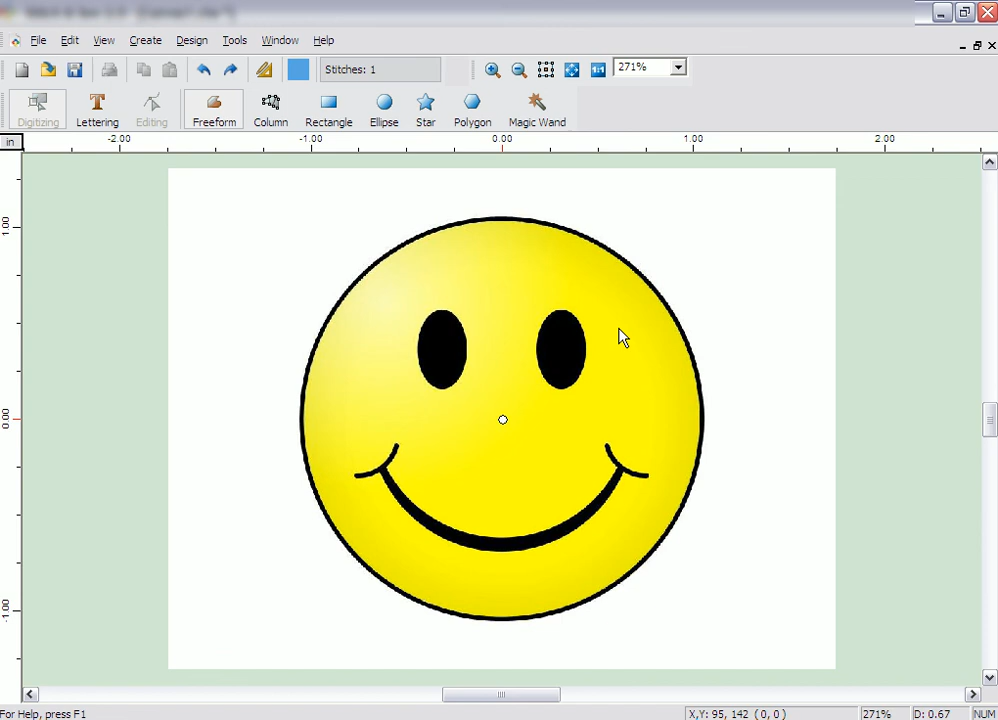 File Edit View Create Design Tools Window Help
Stitches: 1 1:1 271%
Digitizing Lettering Editing Freeform Column Rectangle Ellipse Star Polygon Magic Wand
in -2.00 -1.00 0.00 1.00 2.00
1.00
0.00
-1.00
For Help, press F1 X,Y: 95, 142 ( 0, 0 ) 271% D: 0.67 NUM